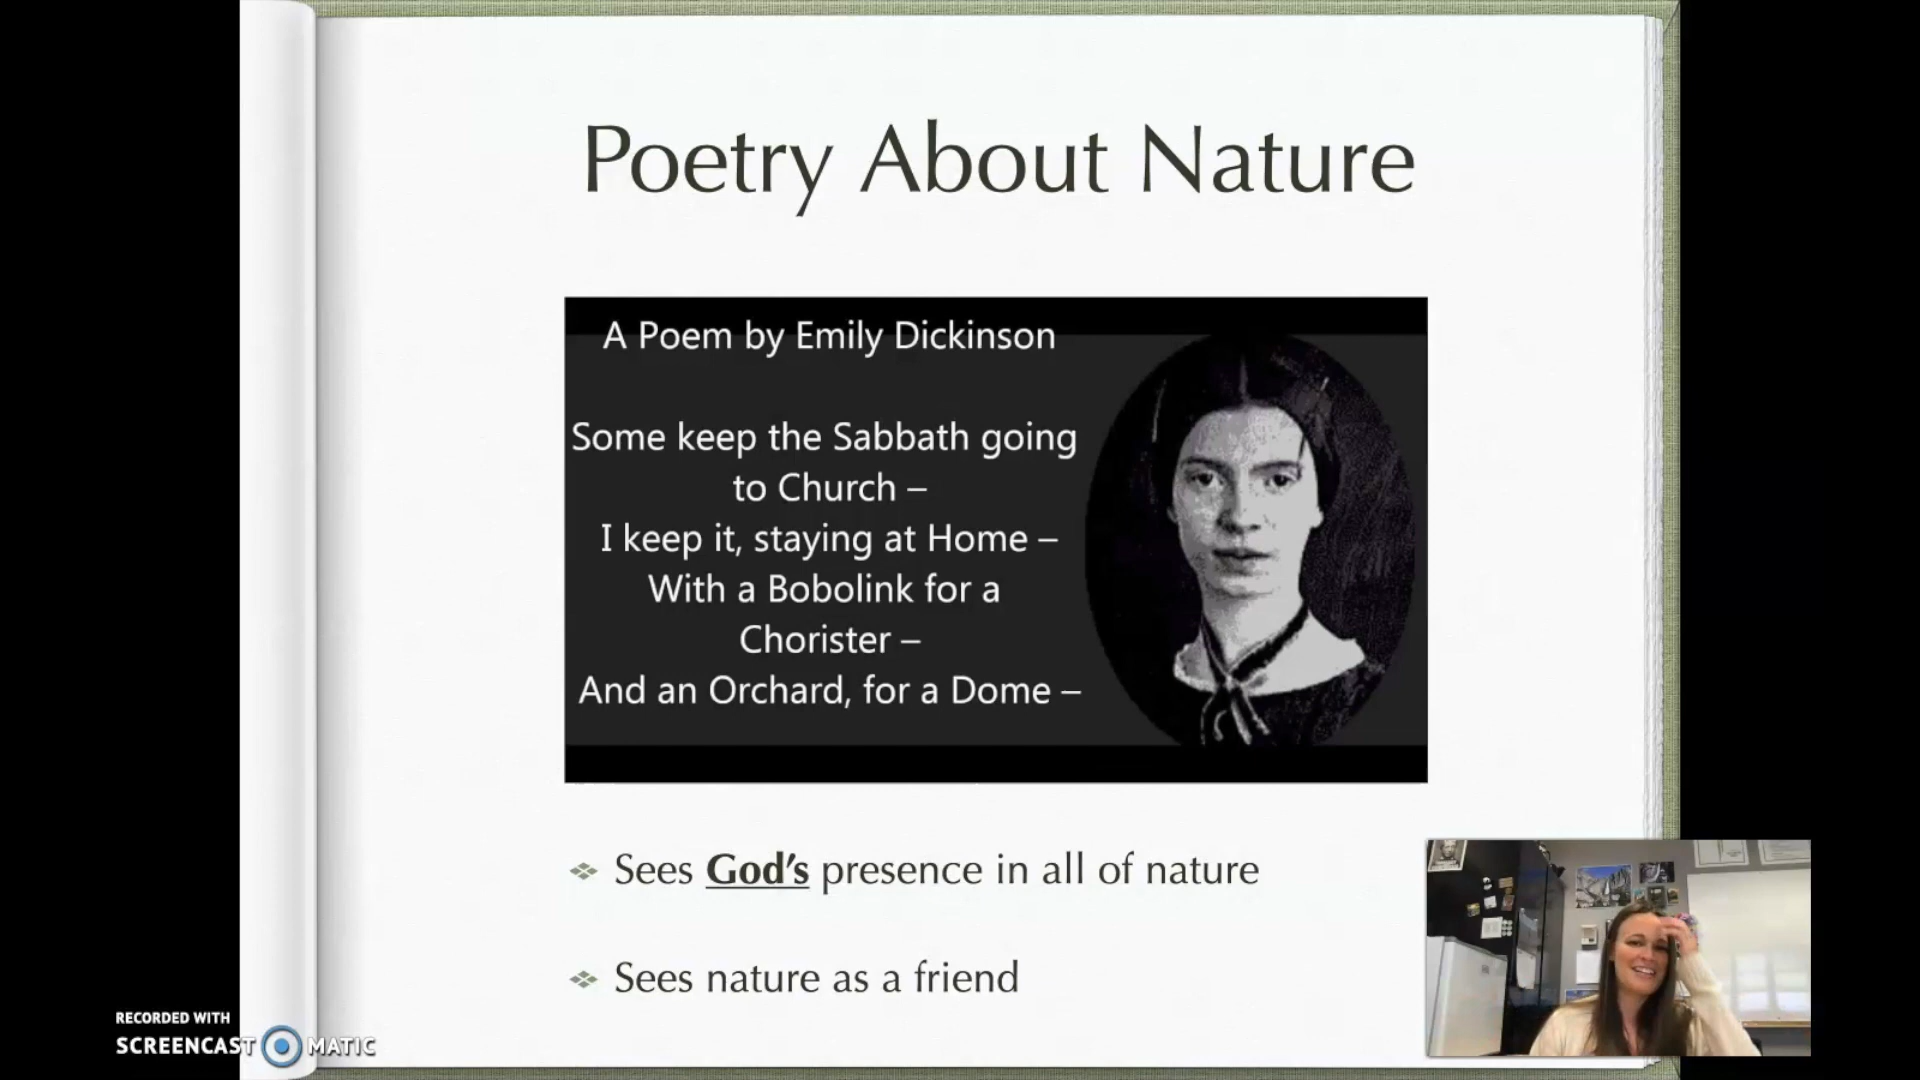 Poetry About Nature
A Poem by Emily Dickinson
Some keep the Sabbath going
to Church –
I keep it, staying at Home –
With a Bobolink for a
Chorister –
And an Orchard, for a Dome –
Sees God's presence in all of nature
Sees nature as a friend
RECORDED WITH
SCREENCAST MATIC